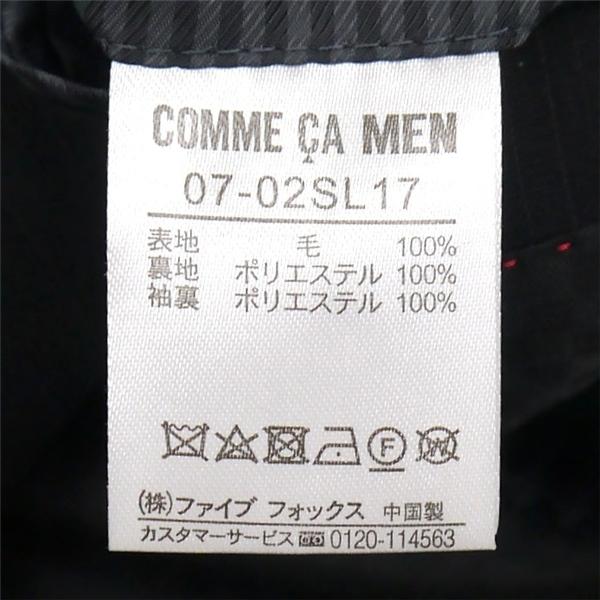 COMME ÇA MEN
07-02SL17
表地 毛 100%
裏地 ポリエステル 100%
袖裏 ポリエステル 100%
F W
(株)ファイブ フォックス 中国製
カスタマーサービス 0120-114563